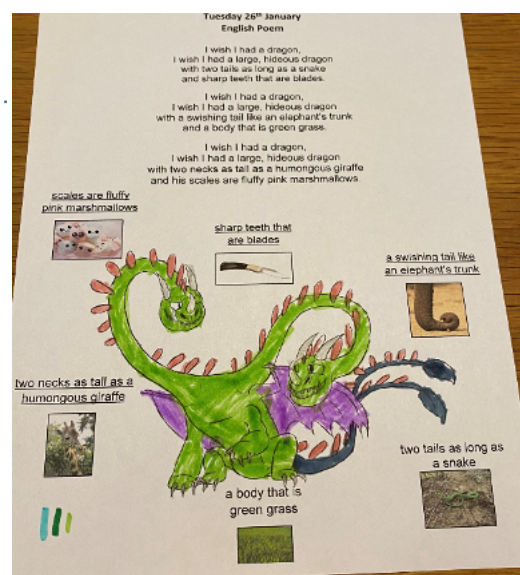 Tuesday 26th January
English Poem
I wish I had a dragon,
I wish I had a large, hideous dragon
with two tails as long as a snake
and sharp teeth that are blades.
I wish I had a dragon,
I wish I had a large, hideous dragon
with a swishing tail like an elephant's trunk
and a body that is green grass.
I wish I had a dragon,
I wish I had a large, hideous dragon
with two necks as tall as a humongous giraffe
and his scales are fluffy pink marshmallows.
scales are fluffy
pink marshmallows
sharp teeth that
are blades
a swishing tail like
an elephant's trunk
two necks as tall as a
humongous giraffe
two tails as long as
a snake
a body that is
green grass